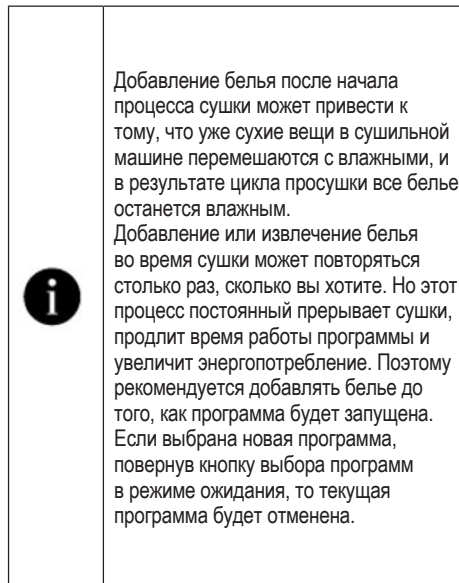 Добавление белья после начала
процесса сушки может привести к
тому, что уже сухие вещи в сушильной
машине перемешаются с влажными, и
в результате цикла просушки все белье
останется влажным.
Добавление или извлечение белья
во время сушки может повторяться
столько раз, сколько вы хотите. Но этот
процесс постоянный прерывает сушки,
продлит время работы программы и
увеличит энергопотребление. Поэтому
рекомендуется добавлять белье до
того, как программа будет запущена.
Если выбрана новая программа,
повернув кнопку выбора программ
в режиме ожидания, то текущая
программа будет отменена.